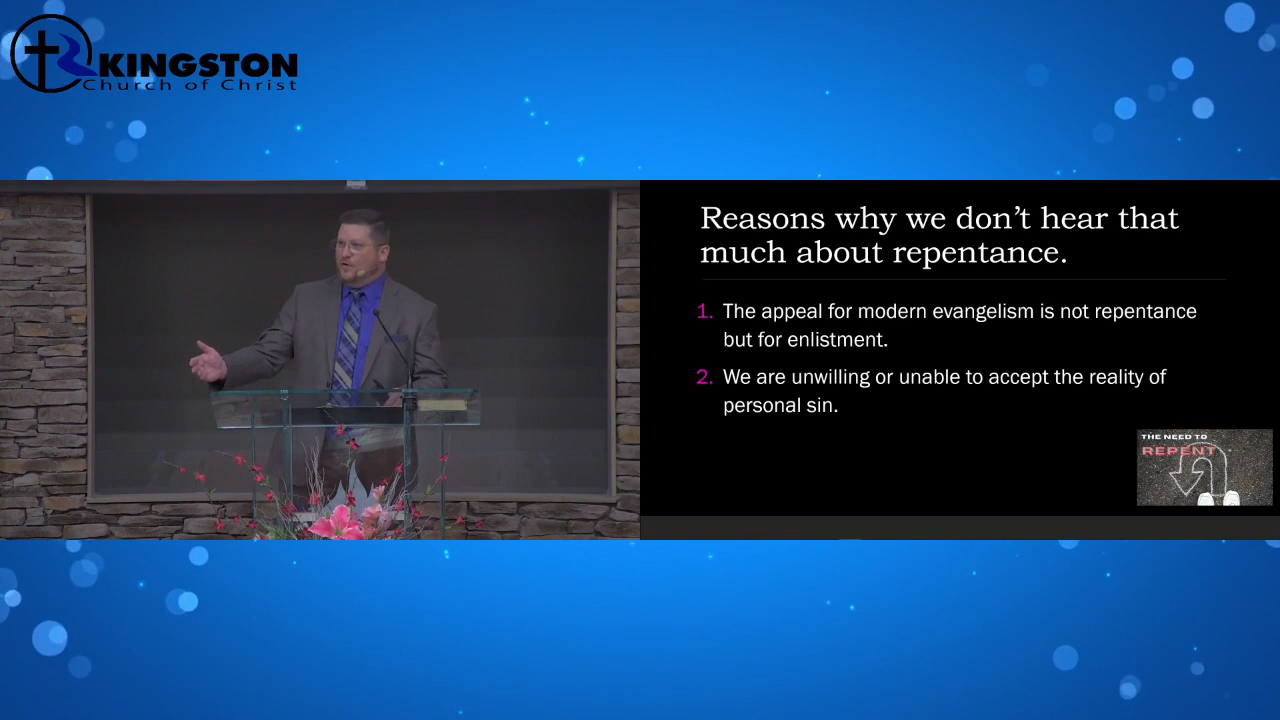 KINGSTON
Church of Christ
Reasons why we don't hear that
much about repentance.
1. The appeal for modern evangelism is not repentance
but for enlistment.
2. We are unwilling or unable to accept the reality of
personal sin.
THE NEED TO
REPENT